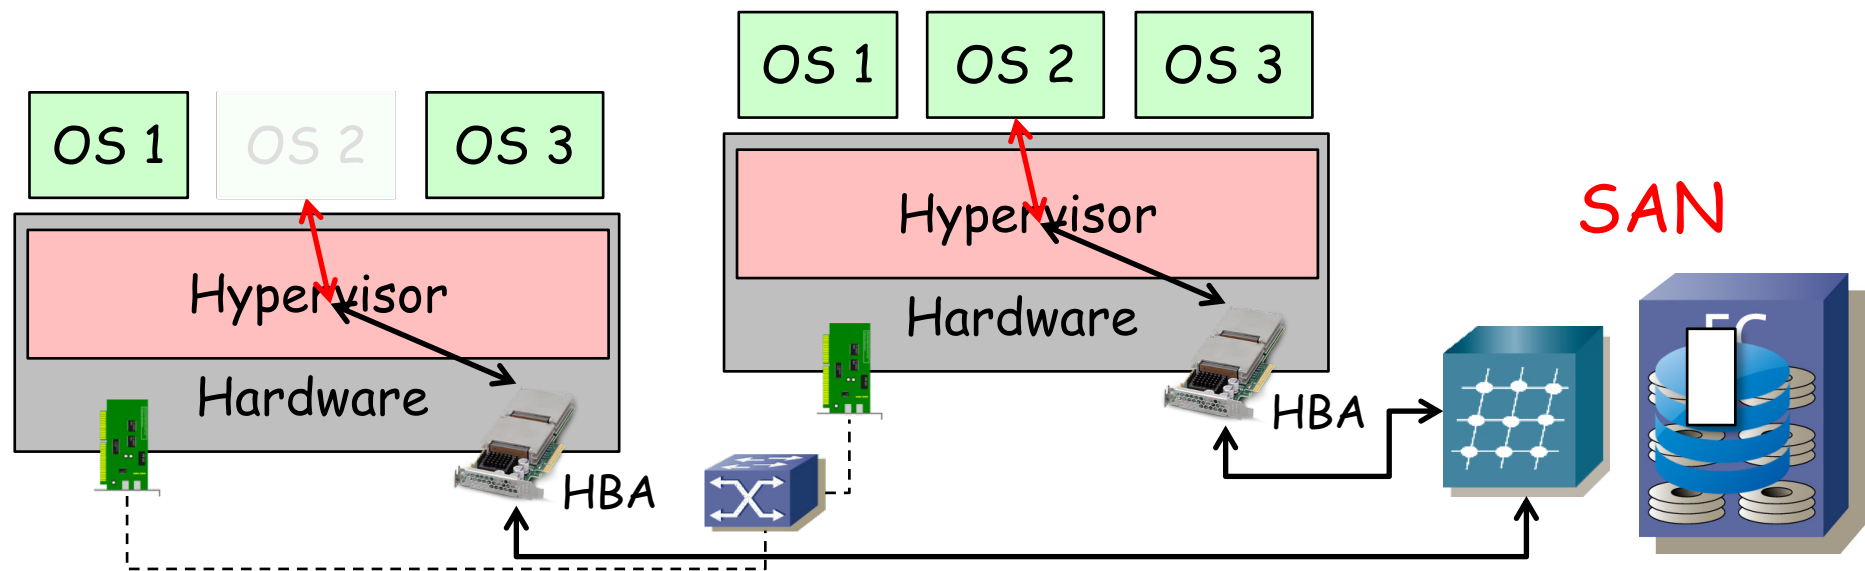 OS 1
OS 2
OS 3
Hypervisor
Hardware
HBA
OS 1
OS 2
OS 3
Hypervisor
Hardware
HBA
SAN